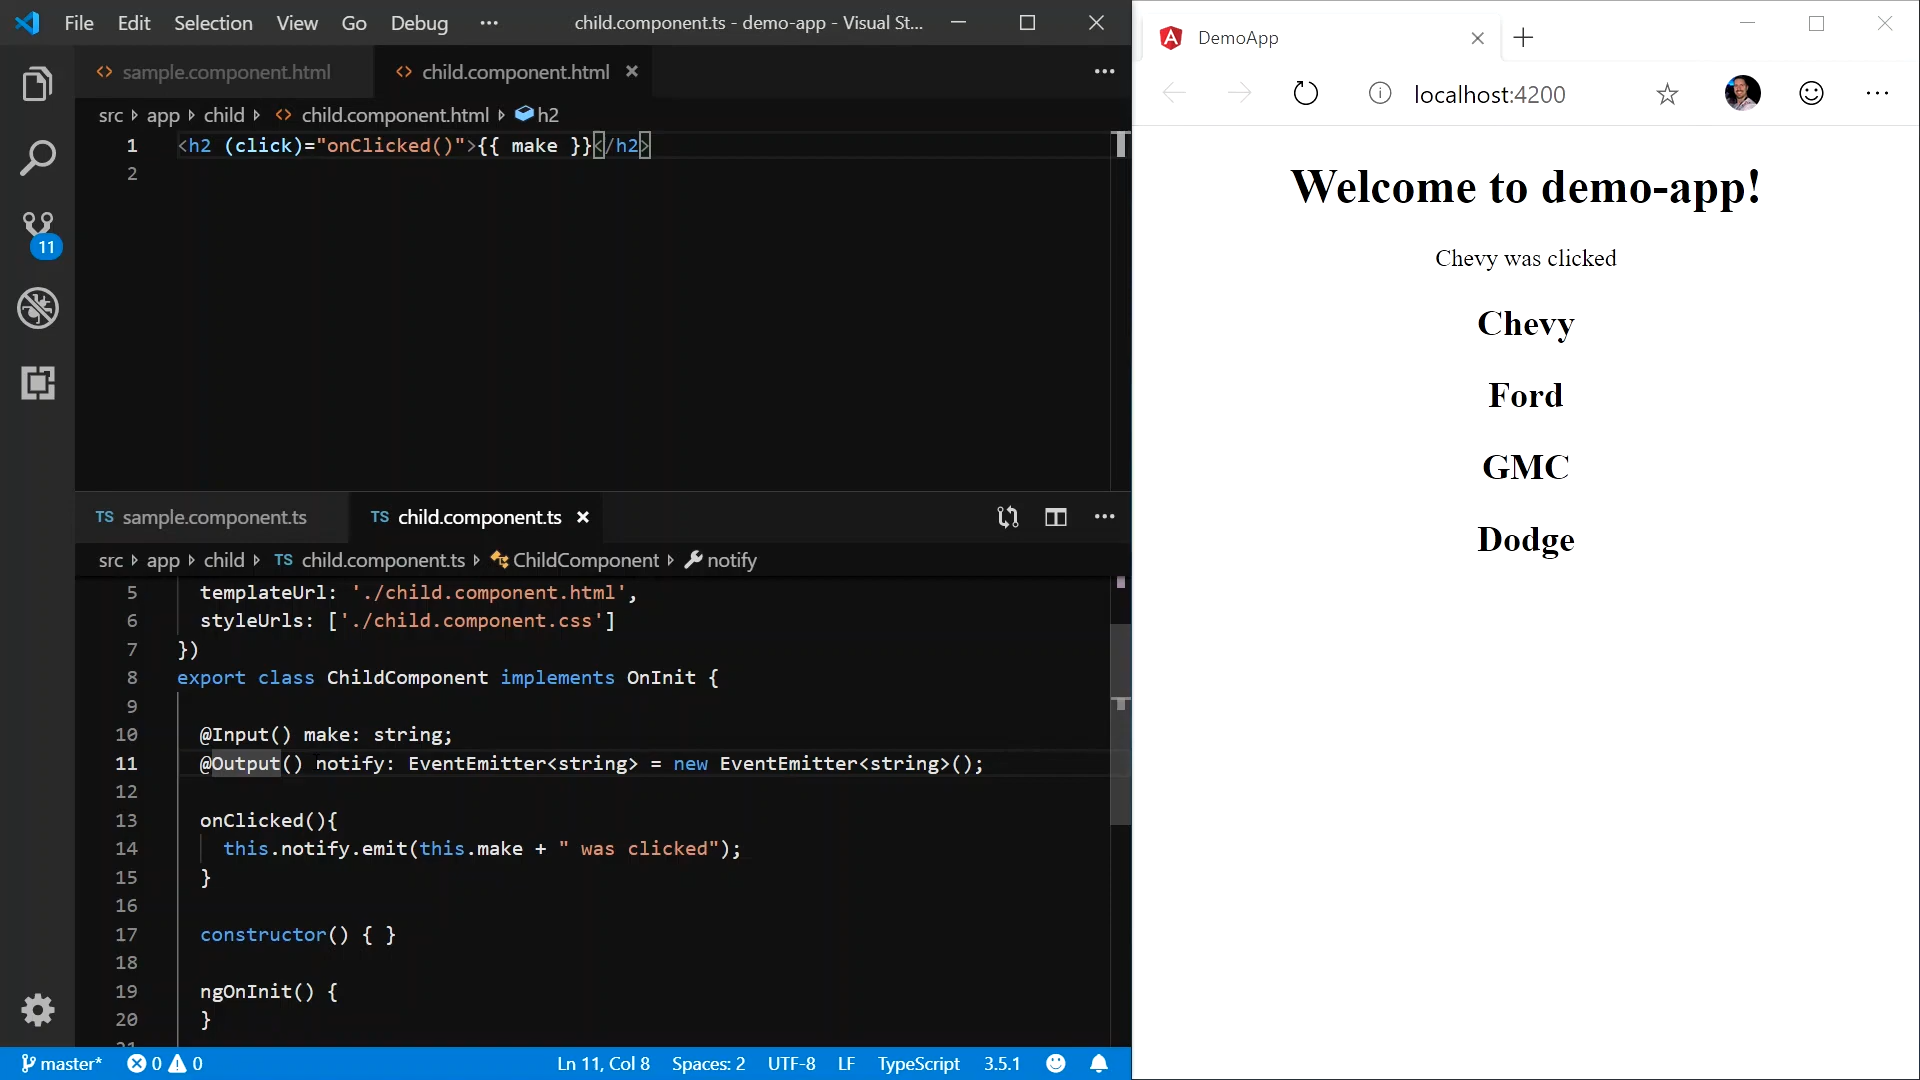 File Edit Selection View Go Debug ··· child.component.ts - demo-app - Visual St...
sample.component.html child.component.html
src app child child.component.html h2
1 <h2 (click)="onClicked()">{{ make }}</h2>
2
11
TS sample.component.ts TS child.component.ts
src app child TS child.component.ts ChildComponent notify
5 templateUrl: './child.component.html',
6 styleUrls: ['./child.component.css']
7 })
8 export class ChildComponent implements OnInit {
9
10 @Input() make: string;
11 @Output() notify: EventEmitter<string> = new EventEmitter<string>();
12
13 onClicked(){
14 this.notify.emit(this.make + " was clicked");
15 }
16
17 constructor() { }
18
19 ngOnInit() {
20 }
master* 0 0 Ln 11, Col 8 Spaces: 2 UTF-8 LF TypeScript 3.5.1
DemoApp
localhost:4200
Welcome to demo-app!
Chevy was clicked
Chevy
Ford
GMC
Dodge